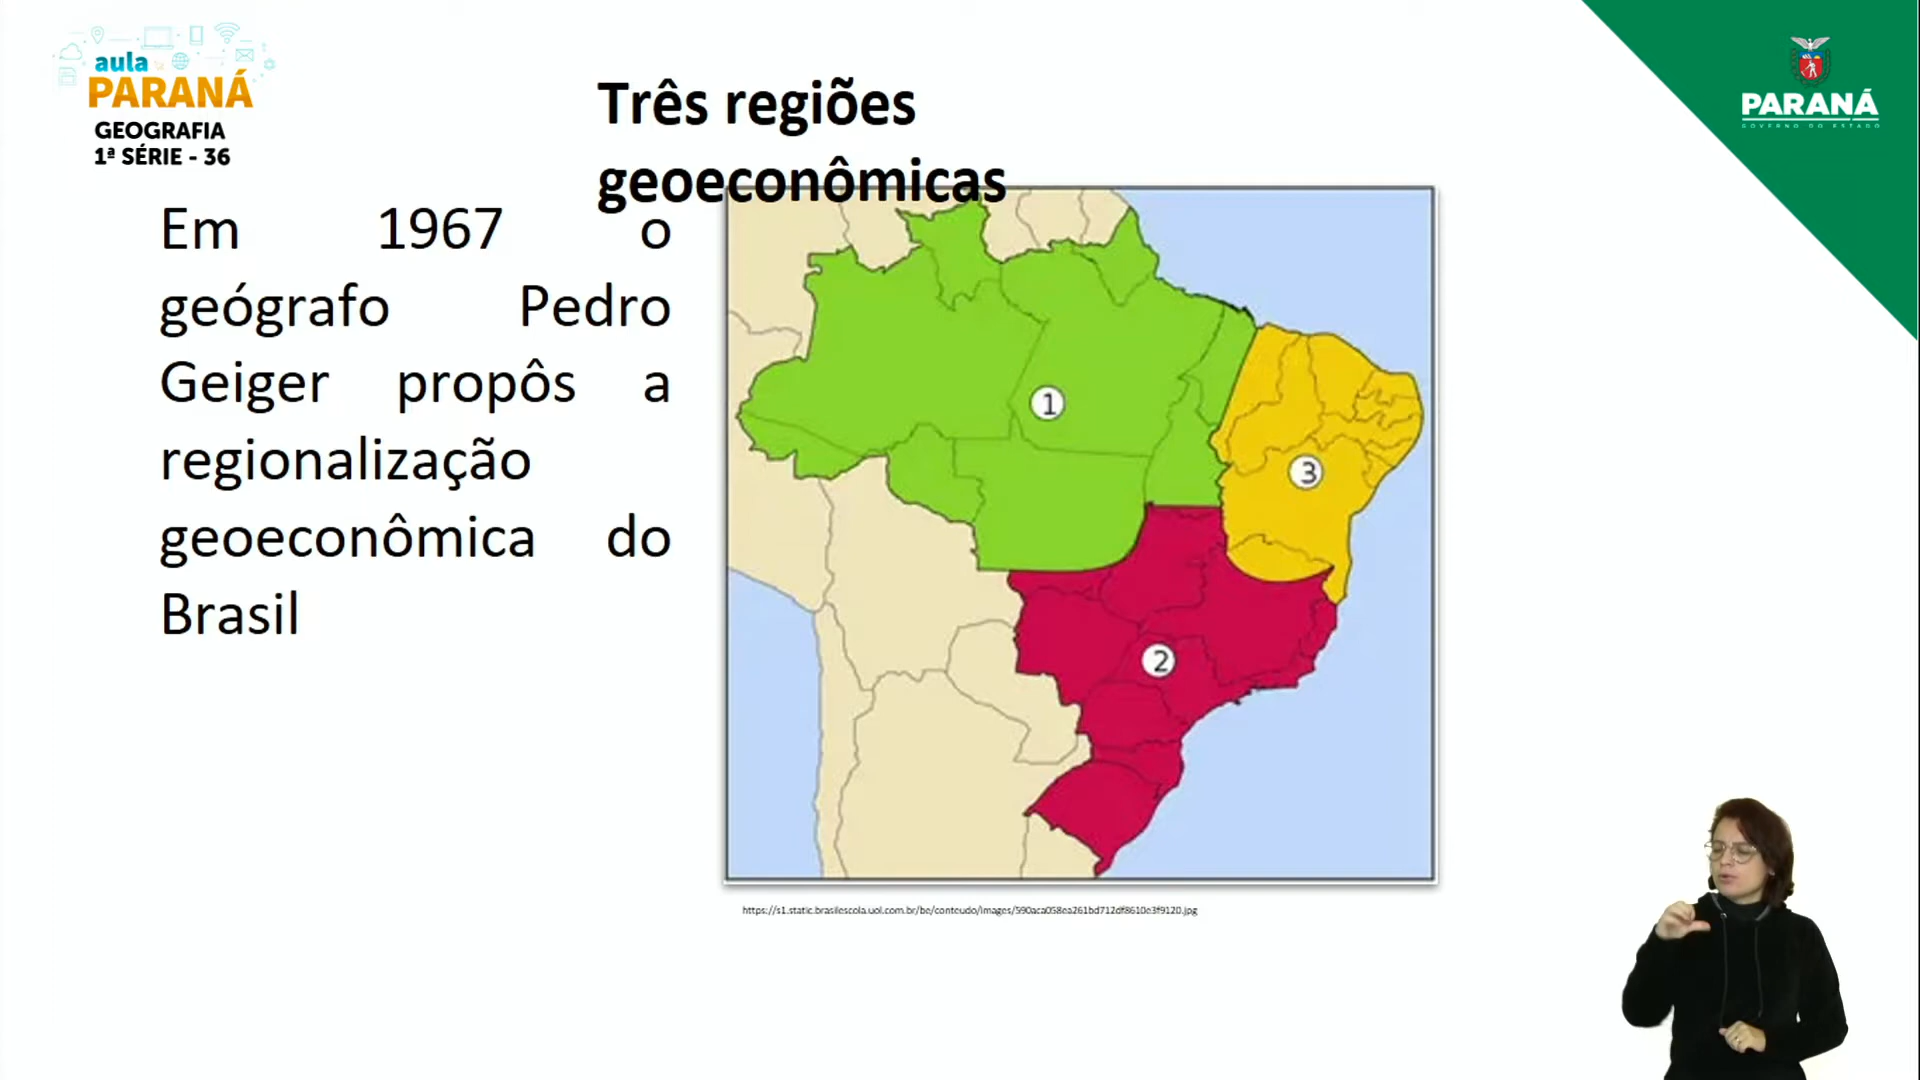 aula
PARANÁ
GEOGRAFIA
1ª SÉRIE - 36
PARANÁ
GOVERNO DO ESTADO
Três regiões
geoeconômicas
Em 1967 o
geógrafo Pedro
Geiger propôs a
regionalização
geoeconômica do
Brasil
1
3
2
https://s1.static.brasilescola.uol.com.br/be/conteudo/images/590aca058ea261bd712df8610e3f9120.jpg